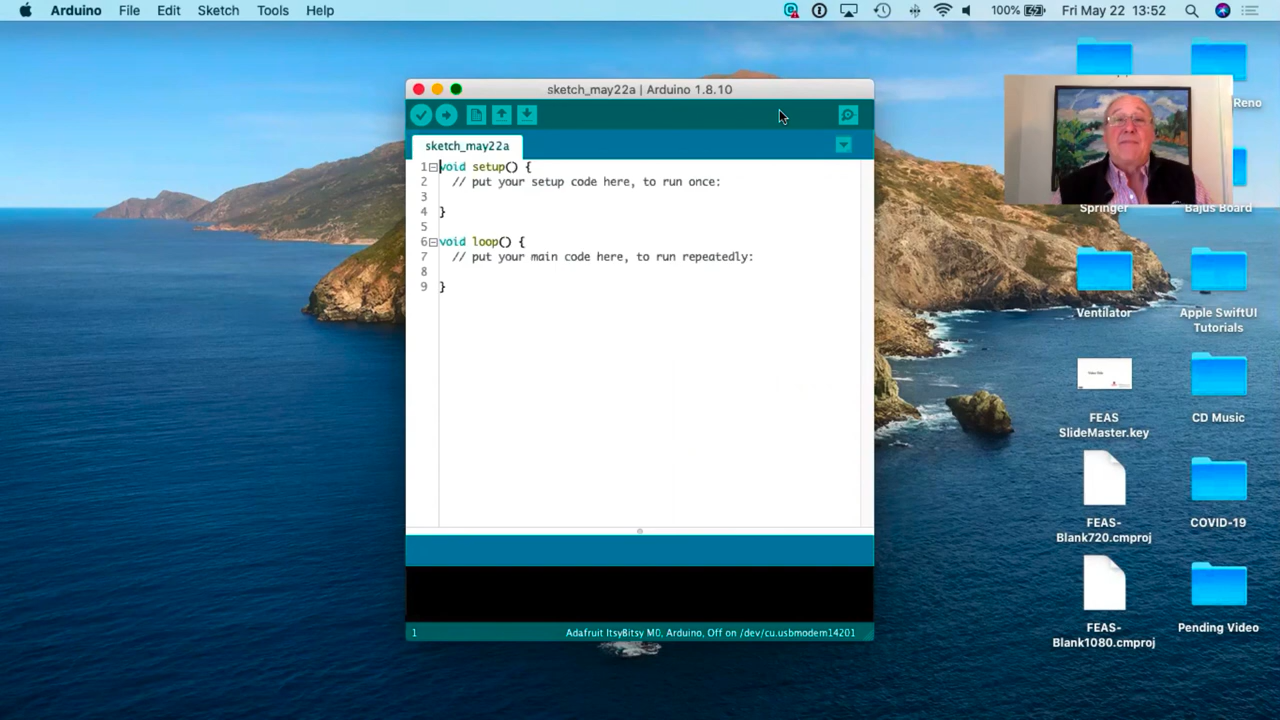 Arduino File Edit Sketch Tools Help 100% Fri May 22 13:52
sketch_may22a | Arduino 1.8.10
sketch_may22a
1 void setup() {
2 // put your setup code here, to run once:
3
4 }
5
6 void loop() {
7 // put your main code here, to run repeatedly:
8
9 }
1 Adafruit ItsyBitsy M0, Arduino, Off on /dev/cu.usbmodem14201
Reno
Springer
Bajus Board
Ventilator
Apple SwiftUI
Tutorials
FEAS
SlideMaster.key
CD Music
FEAS-
Blank720.cmproj
COVID-19
FEAS-
Blank1080.cmproj
Pending Video